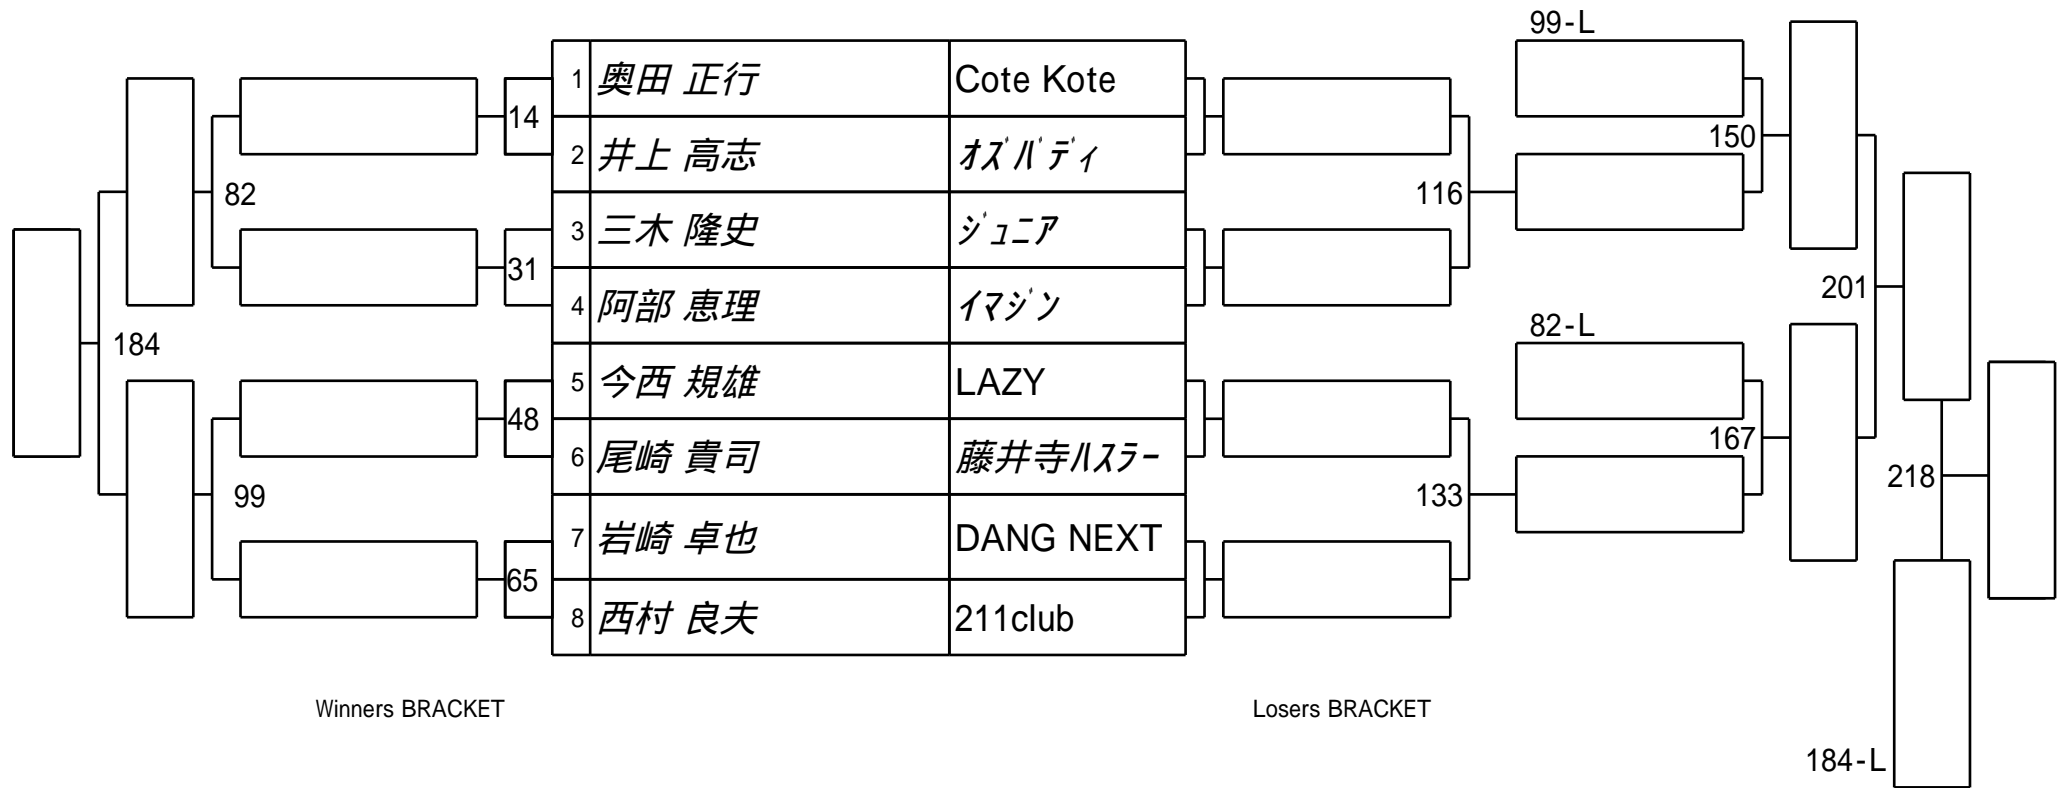 99-L
1 奥田 正行 Cote Kote
14
150
2 井上 高志 ｵｽﾞﾊﾞﾃﾞｨ
82
116
3 三木 隆史 ｼﾞｭﾆｱ
31
201
4 阿部 恵理 ｲﾏｼﾞﾝ
82-L
184
5 今西 規雄 LAZY
48
167
6 尾崎 貴司 藤井寺ﾊｽﾗｰ
218
99
133
7 岩崎 卓也 DANG NEXT
65
8 西村 良夫 211club
Winners BRACKET
Losers BRACKET
184-L